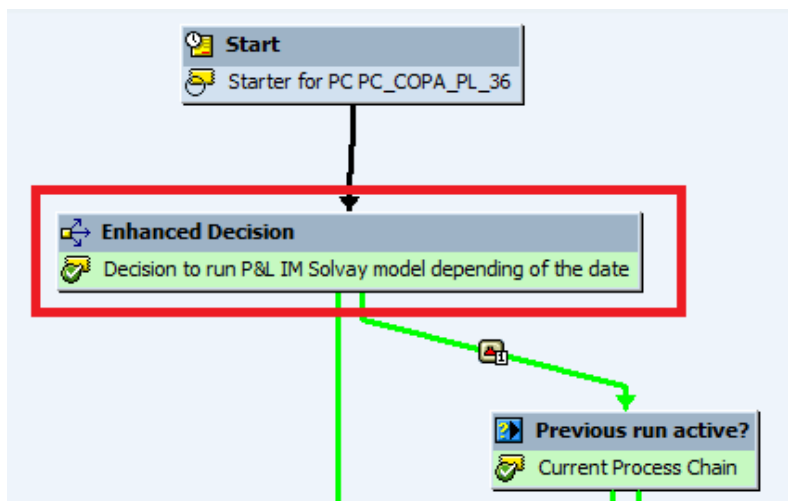 Start
Starter for PC PC_COPA_PL_36
Enhanced Decision
Decision to run P&L IM Solvay model depending of the date
1
Previous run active?
Current Process Chain